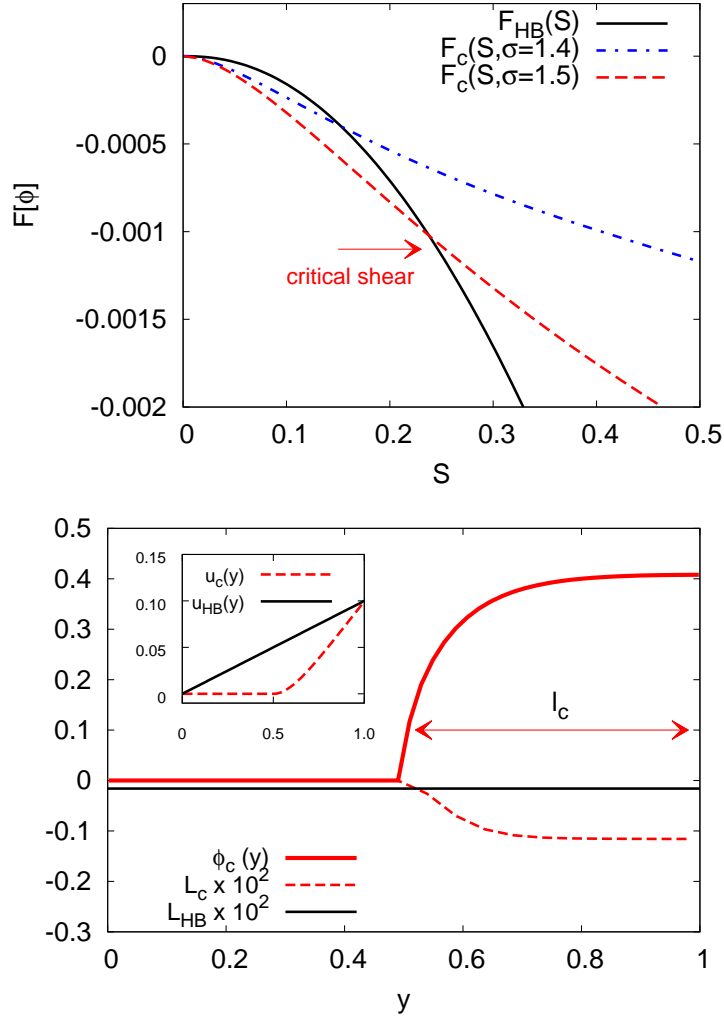 F_HB(S)
F_c(S,σ=1.4)
F_c(S,σ=1.5)
0
-0.0005
-0.001
-0.0015
-0.002
F[ϕ]
critical shear
0 0.1 0.2 0.3 0.4 0.5
S
0.5
0.4
0.3
0.2
0.1
0
-0.1
-0.2
-0.3
0.15
0.10
0.05
0
u_c(y)
u_HB(y)
0 0.5 1.0
l_c
ϕ_c (y)
L_c x 10^2
L_HB x 10^2
0 0.2 0.4 0.6 0.8 1
y